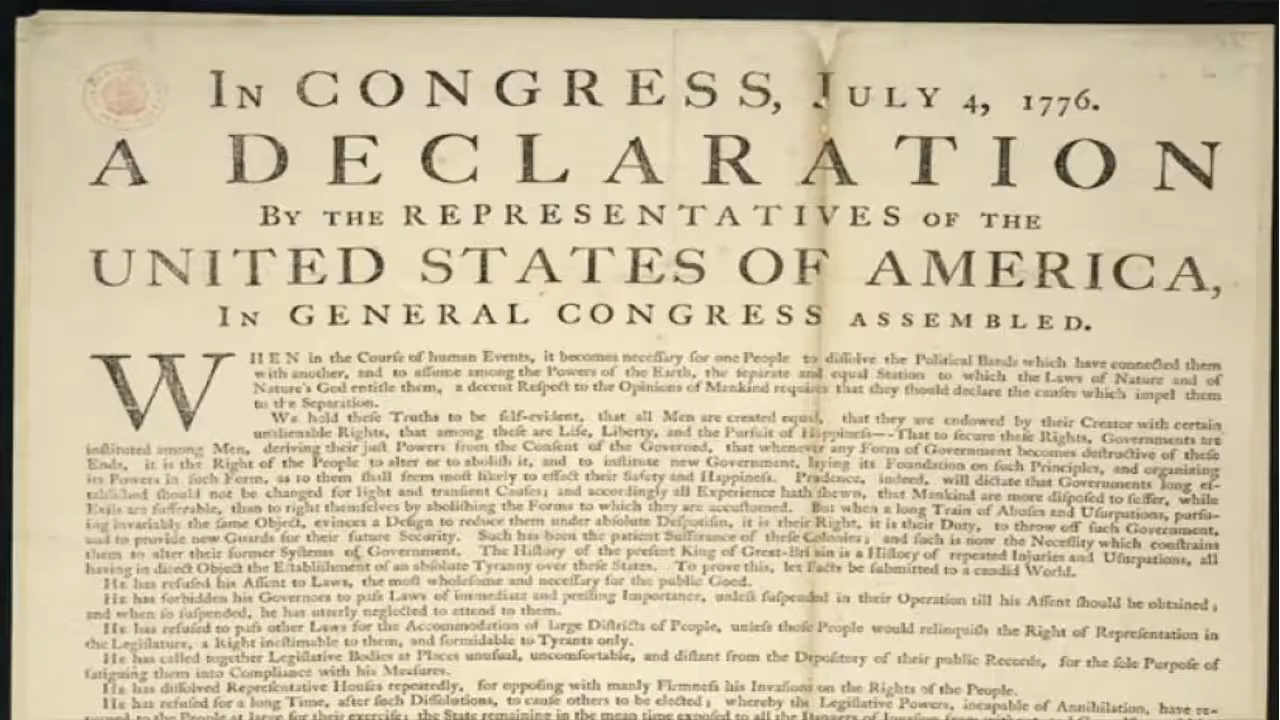 IN CONGRESS, JULY 4, 1776.
A DECLARATION
BY THE REPRESENTATIVES OF THE
UNITED STATES OF AMERICA,
IN GENERAL CONGRESS ASSEMBLED.
WHEN in the Courſe of human Events, it becomes neceſſary for one People to diſſolve the Political Bands which have connected them
with another, and to aſſume among the Powers of the Earth, the ſeparate and equal Station to which the Laws of Nature and of
Nature's God entitle them, a decent Reſpect to the Opinions of Mankind requires that they ſhould declare the cauſes which impel them
to the Separation.
We hold theſe Truths to be ſelf-evident, that all Men are created equal, that they are endowed by their Creator with certain
unalienable Rights, that among theſe are Life, Liberty, and the Purſuit of Happineſs--That to ſecure theſe Rights, Governments are
inſtituted among Men, deriving their juſt Powers from the Conſent of the Governed, that whenever any Form of Government becomes deſtructive of theſe
Ends, it is the Right of the People to alter or to aboliſh it, and to inſtitute new Government, laying its Foundation on ſuch Principles, and organizing
its Powers in ſuch Form, as to them ſhall ſeem moſt likely to effect their Safety and Happineſs. Prudence, indeed, will dictate that Governments long eſ-
tabliſhed ſhould not be changed for light and tranſient Cauſes; and accordingly all Experience hath ſhewn, that Mankind are more diſpoſed to ſuffer, while
Evils are ſufferable, than to right themſelves by aboliſhing the Forms to which they are accuſtomed. But when a long Train of Abuſes and Uſurpations, purſu-
ing invariably the ſame Object, evinces a Deſign to reduce them under abſolute Deſpotiſm, it is their Right, it is their Duty, to throw off ſuch Government,
and to provide new Guards for their future Security. Such has been the patient Sufferance of theſe Colonies; and ſuch is now the Neceſſity which conſtrains
them to alter their former Syſtems of Government. The Hiſtory of the preſent King of Great-Britain is a Hiſtory of repeated Injuries and Uſurpations, all
having in direct Object the Eſtabliſhment of an abſolute Tyranny over theſe States. To prove this, let Facts be ſubmitted to a candid World.
HE has refuſed his Aſſent to Laws, the moſt wholeſome and neceſſary for the public Good.
HE has forbidden his Governors to paſs Laws of immediate and preſſing Importance, unleſs ſuſpended in their Operation till his Aſſent ſhould be obtained;
and when ſo ſuſpended, he has utterly neglected to attend to them.
HE has refuſed to paſs other Laws for the Accommodation of large Diſtricts of People, unleſs thoſe People would relinquiſh the Right of Repreſentation in
the Legiſlature, a Right ineſtimable to them, and formidable to Tyrants only.
HE has called together Legiſlative Bodies at Places unuſual, uncomfortable, and diſtant from the Depoſitory of their public Records, for the ſole Purpoſe of
fatiguing them into Compliance with his Meaſures.
HE has diſſolved Repreſentative Houſes repeatedly, for oppoſing with manly Firmneſs his Invaſions on the Rights of the People.
HE has refuſed for a long Time, after ſuch Diſſolutions, to cauſe others to be elected; whereby the Legiſlative Powers, incapable of Annihilation, have re-
turned to the People at large for their exerciſe; the State remaining in the mean time expoſed to all the Dangers of